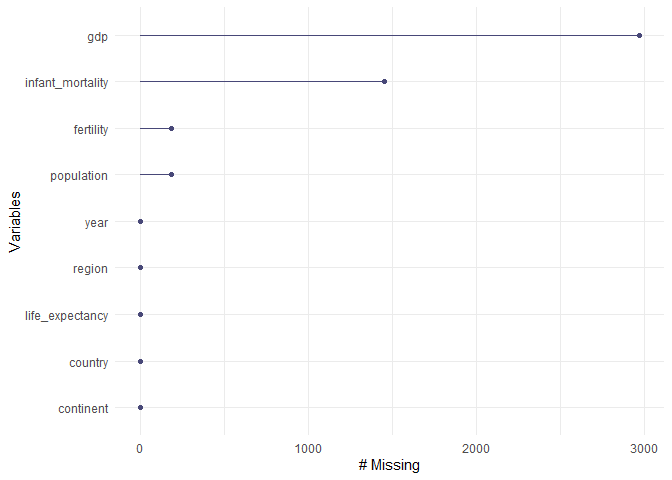 gdp
infant_mortality
fertility
population
year
region
life_expectancy
country
continent
Variables
0 1000 2000 3000
# Missing